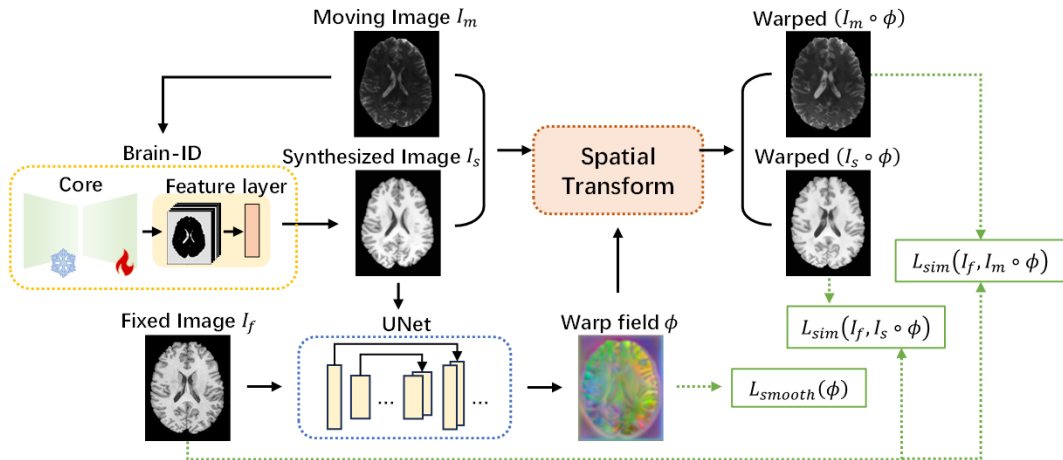 Moving Image I_m
Warped (I_m ∘ ϕ)
Brain-ID
Synthesized Image I_s
Spatial
Transform
Warped (I_s ∘ ϕ)
Core
Feature layer
L_sim(I_f, I_m ∘ ϕ)
Fixed Image I_f
UNet
Warp field ϕ
L_sim(I_f, I_s ∘ ϕ)
... ...
L_smooth(ϕ)